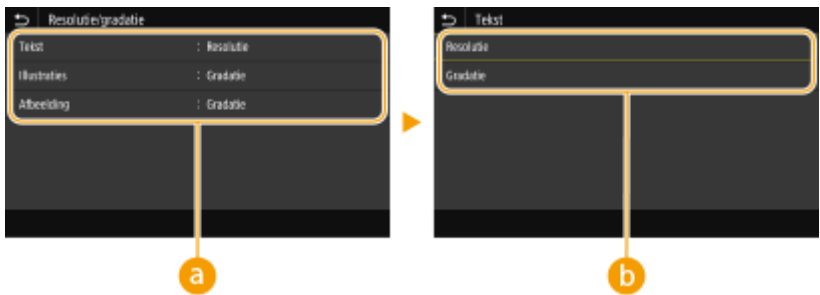 Resolutie/gradatie
Tekst : Resolutie
Illustraties : Gradatie
Afbeelding : Gradatie
a
Tekst
Resolutie
Gradatie
b